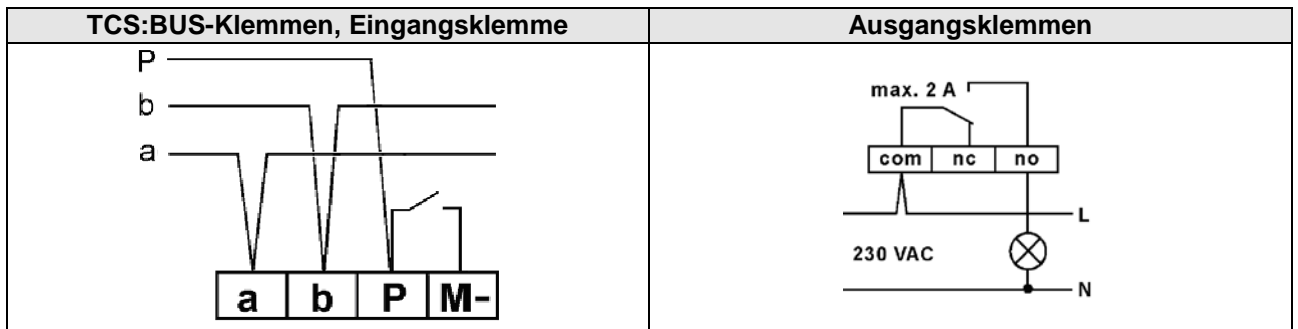 TCS:BUS-Klemmen, Eingangsklemme
Ausgangsklemmen
P
b
a
a b P M-
max. 2 A
com nc no
L
230 VAC
N